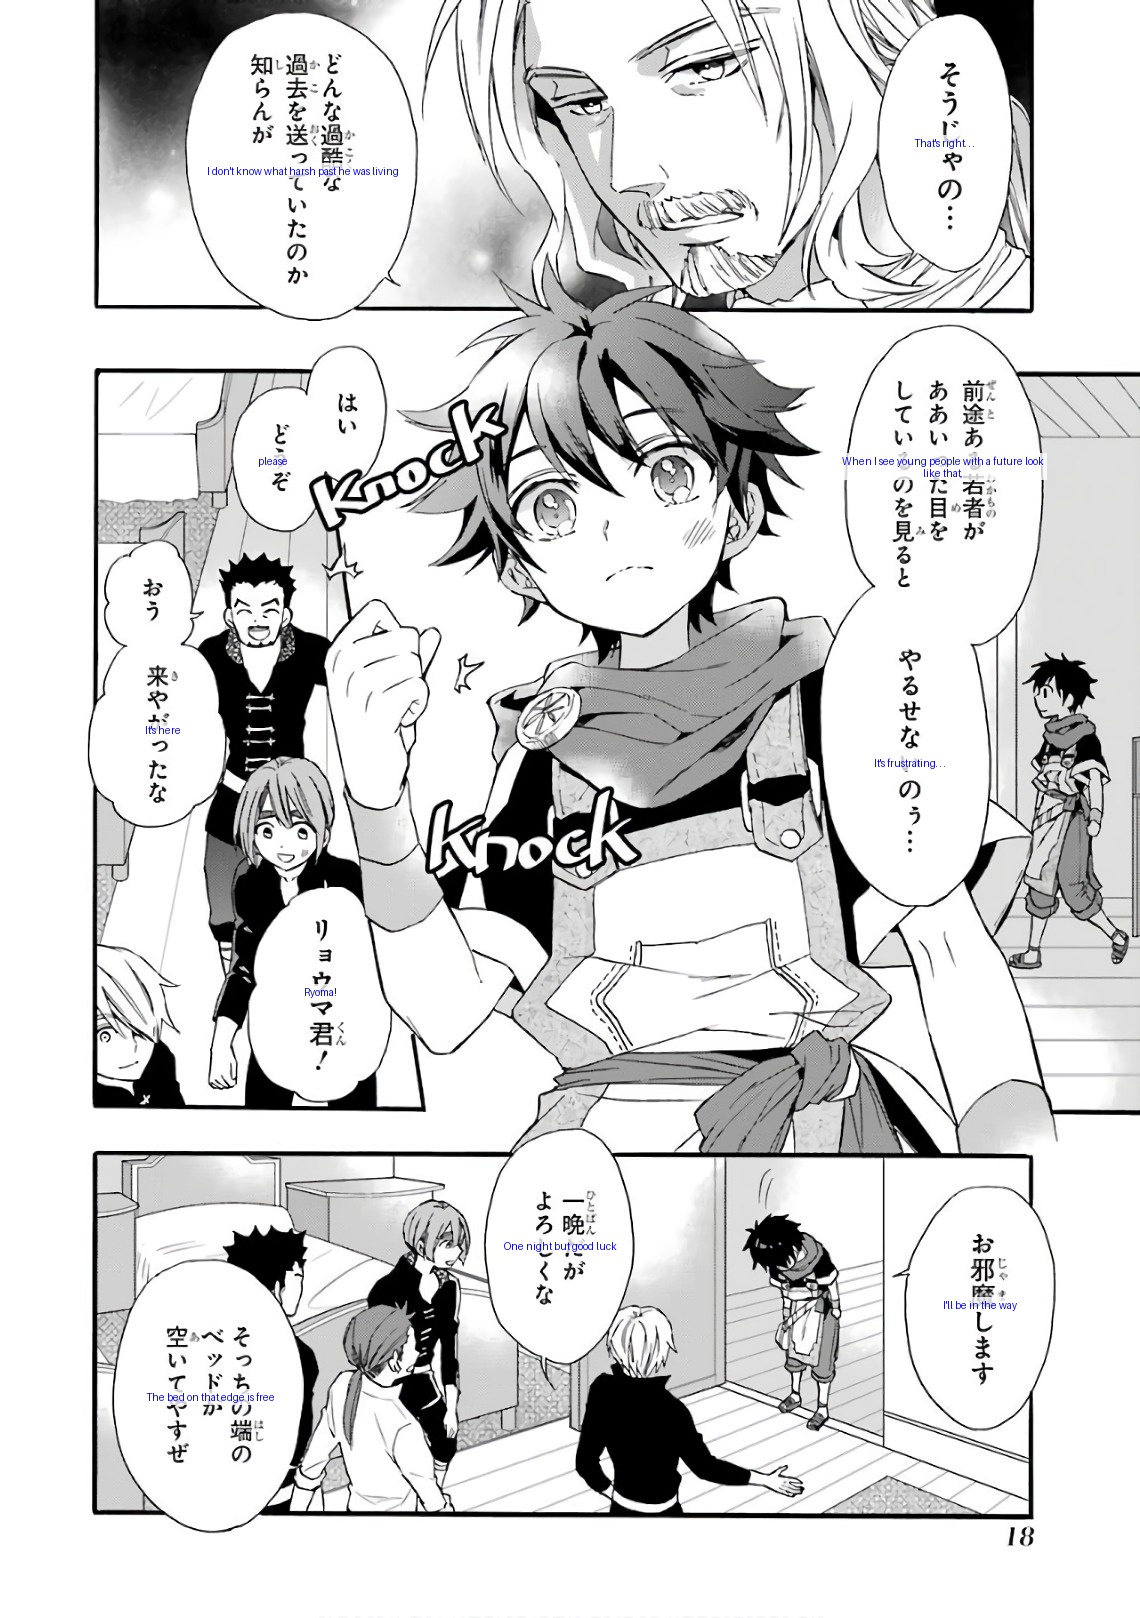 そうじゃの…
That's right...
どんな過酷な
過去を送っていたのか
知らんが
I don't know what harsh past he was living
前途ある若者が
ああいった目を
しているのを見ると
When I see young people with a future look
like that,
やるせないのぅ…
It's frustrating...
Knock
Knock
はい
どうぞ
please
おう
来やがったな
It's here
リョウマ君!
Ryoma!
お邪魔します
I'll be in the way
一晩だが
よろしくな
One night but good luck
そっちの端の
ベッドが
空いてやすぜ
The bed on that edge is free
18